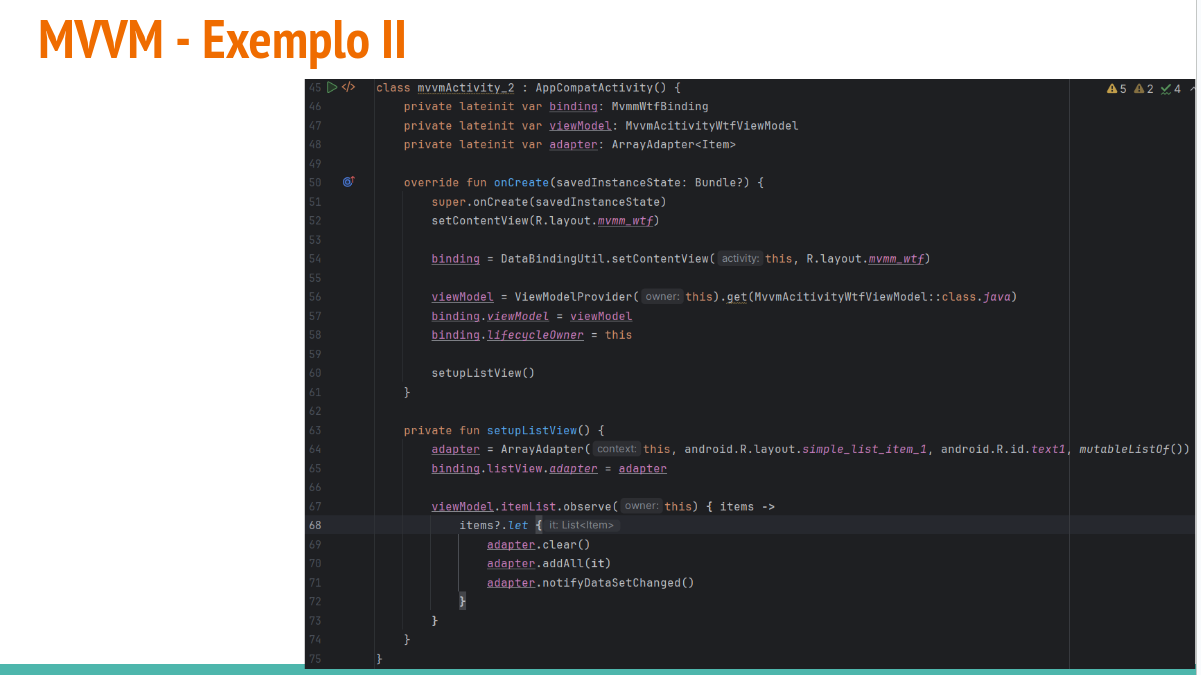 MVVM - Exemplo II
45 </> class mvvmActivity_2 : AppCompatActivity() { 5 2 4
46 private lateinit var binding: MvmmWtfBinding
47 private lateinit var viewModel: MvvmAcitivityWtfViewModel
48 private lateinit var adapter: ArrayAdapter<Item>
49
50 override fun onCreate(savedInstanceState: Bundle?) {
51 super.onCreate(savedInstanceState)
52 setContentView(R.layout.mvmm_wtf)
53
54 binding = DataBindingUtil.setContentView( activity: this, R.layout.mvmm_wtf)
55
56 viewModel = ViewModelProvider( owner: this).get(MvvmAcitivityWtfViewModel::class.java)
57 binding.viewModel = viewModel
58 binding.lifecycleOwner = this
59
60 setupListView()
61 }
62
63 private fun setupListView() {
64 adapter = ArrayAdapter( context: this, android.R.layout.simple_list_item_1, android.R.id.text1, mutableListOf())
65 binding.listView.adapter = adapter
66
67 viewModel.itemList.observe( owner: this) { items ->
68 items?.let { it: List<Item>
69 adapter.clear()
70 adapter.addAll(it)
71 adapter.notifyDataSetChanged()
72 }
73 }
74 }
75 }